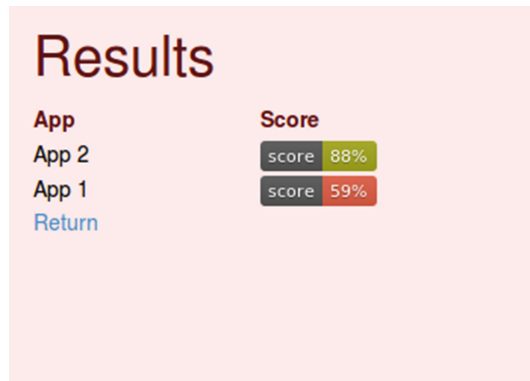 Results
App Score
App 2 score 88%
App 1 score 59%
Return